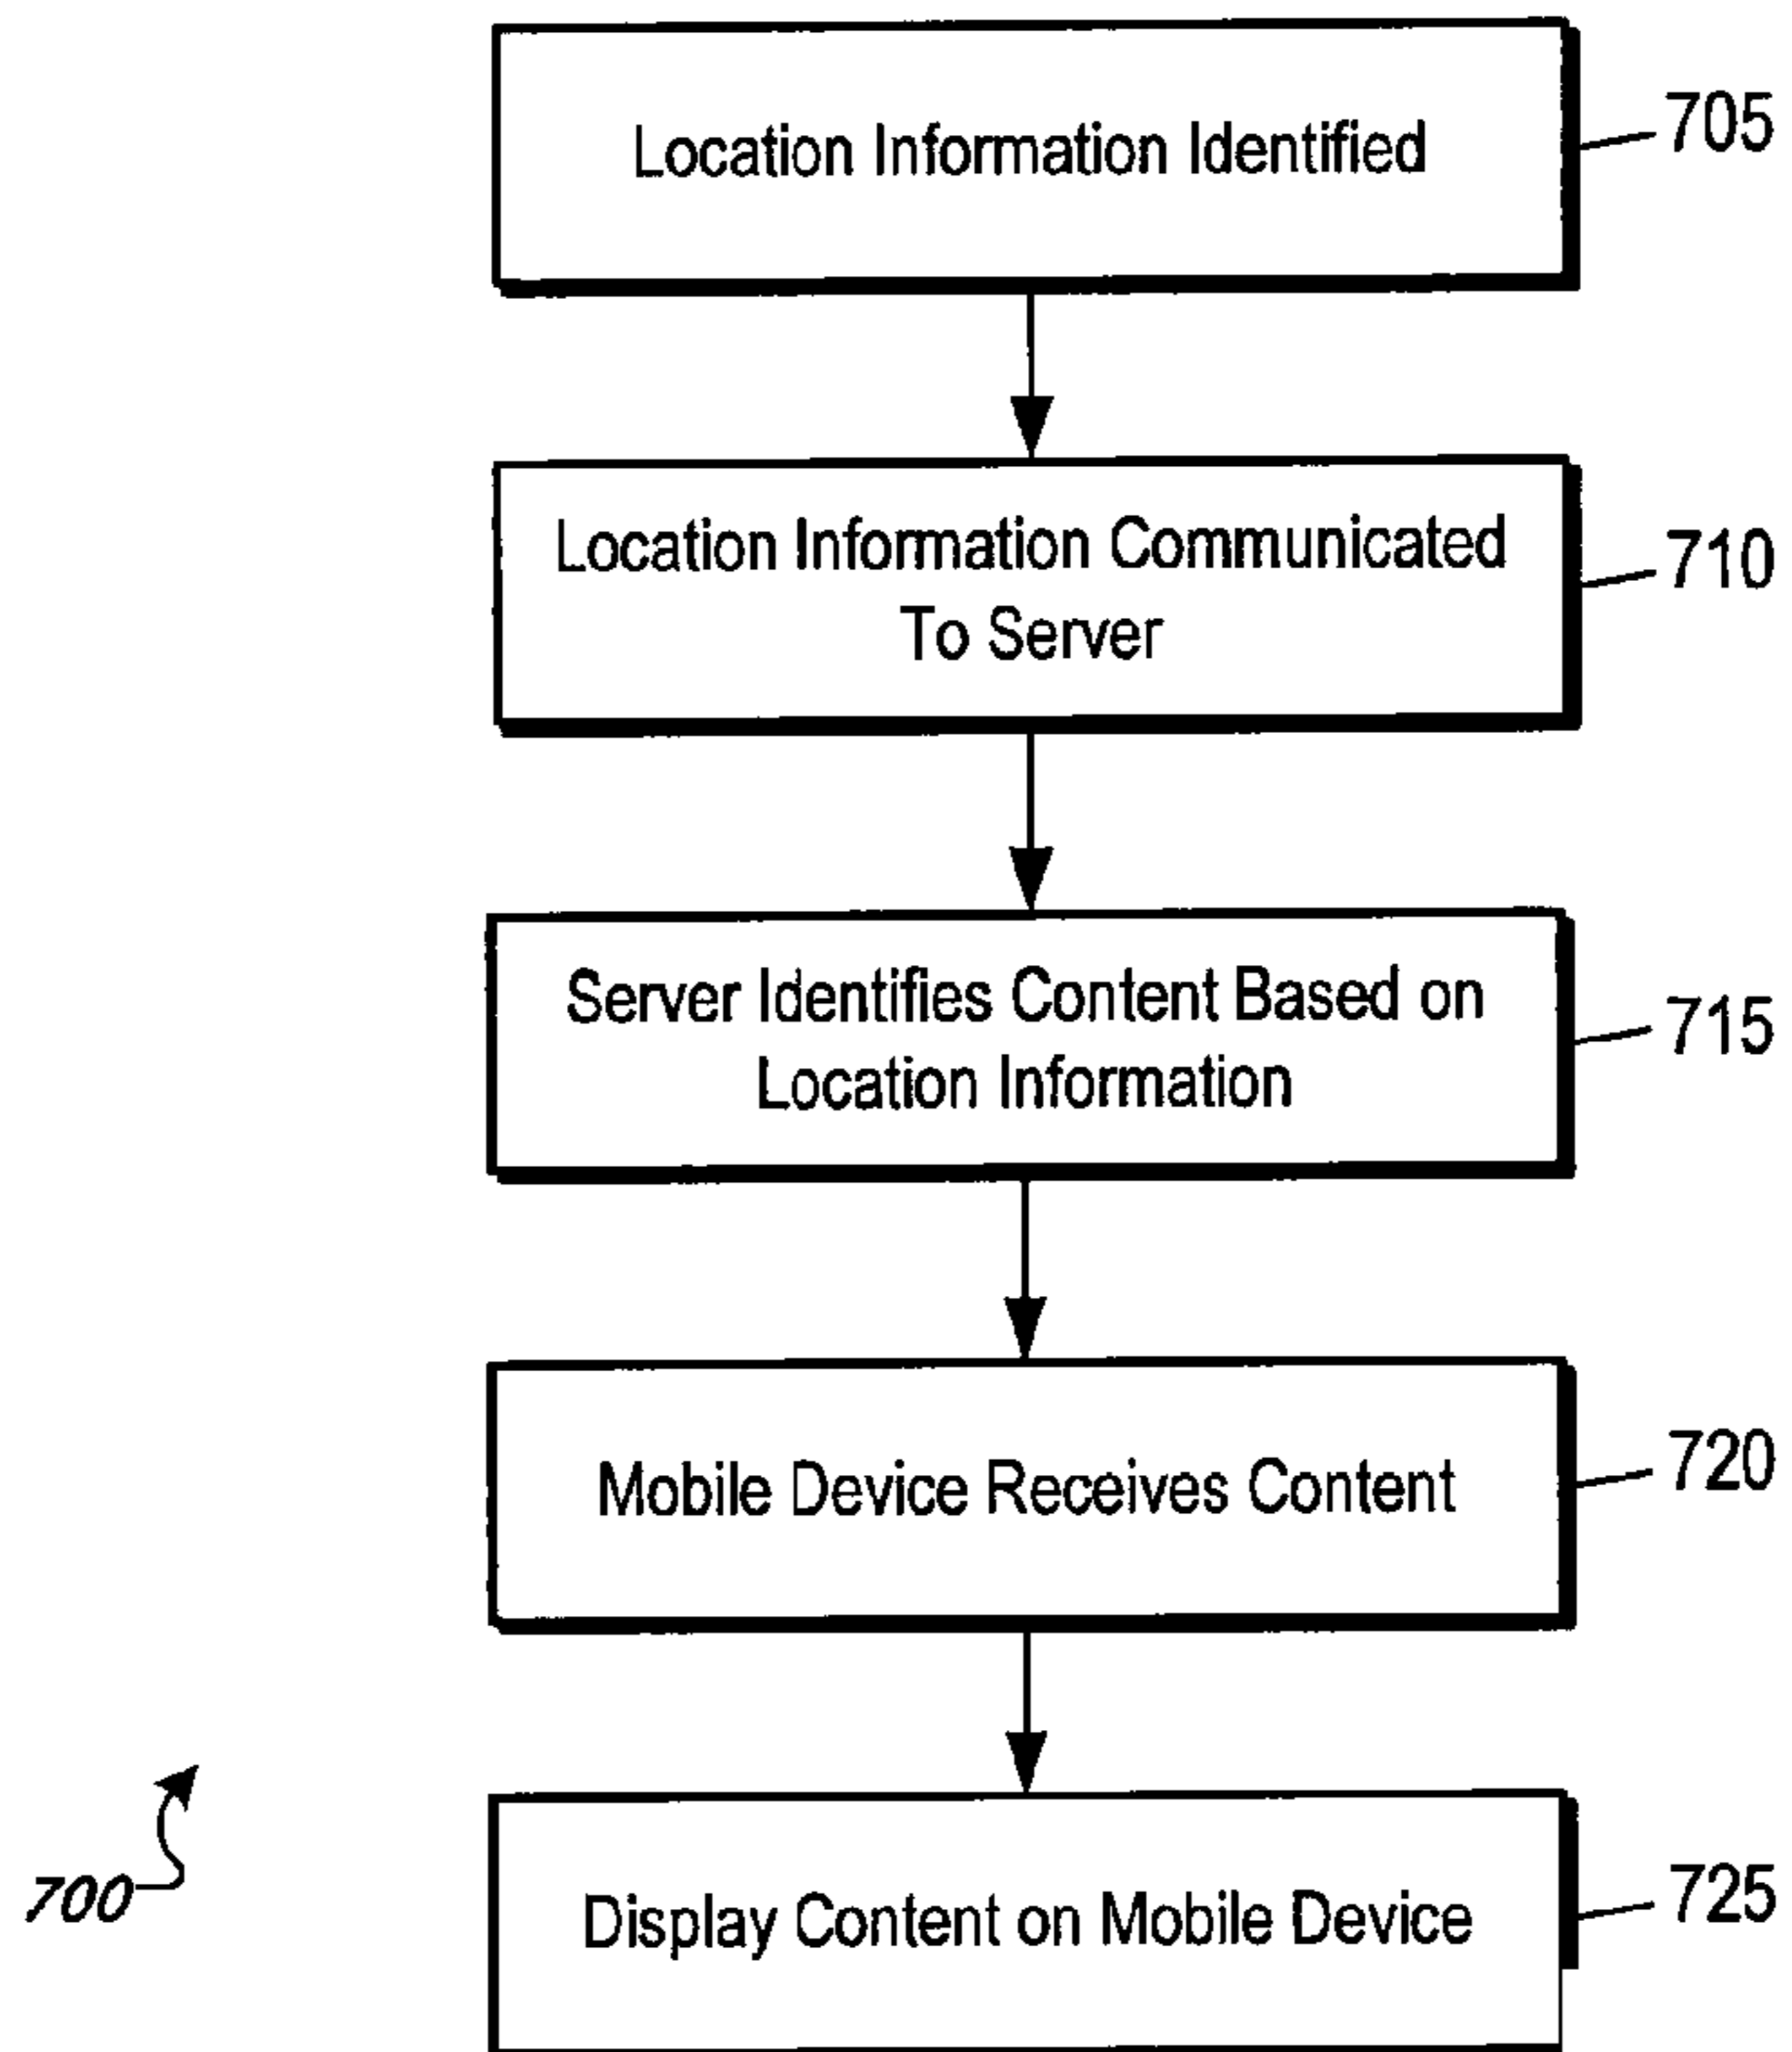 Location Information Identified
705
Location Information Communicated
To Server
710
Server Identifies Content Based on
Location Information
715
Mobile Device Receives Content
720
Display Content on Mobile Device
725
700